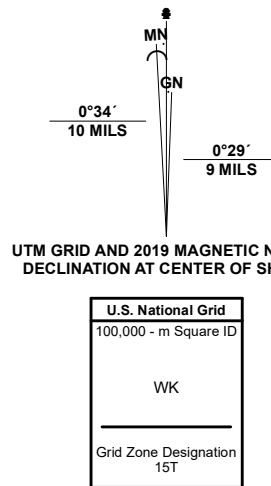 MN
GN
0°34´
10 MILS
0°29´
9 MILS
UTM GRID AND 2019 MAGNETIC N
DECLINATION AT CENTER OF SH
U.S. National Grid
100,000 - m Square ID
WK
Grid Zone Designation
15T